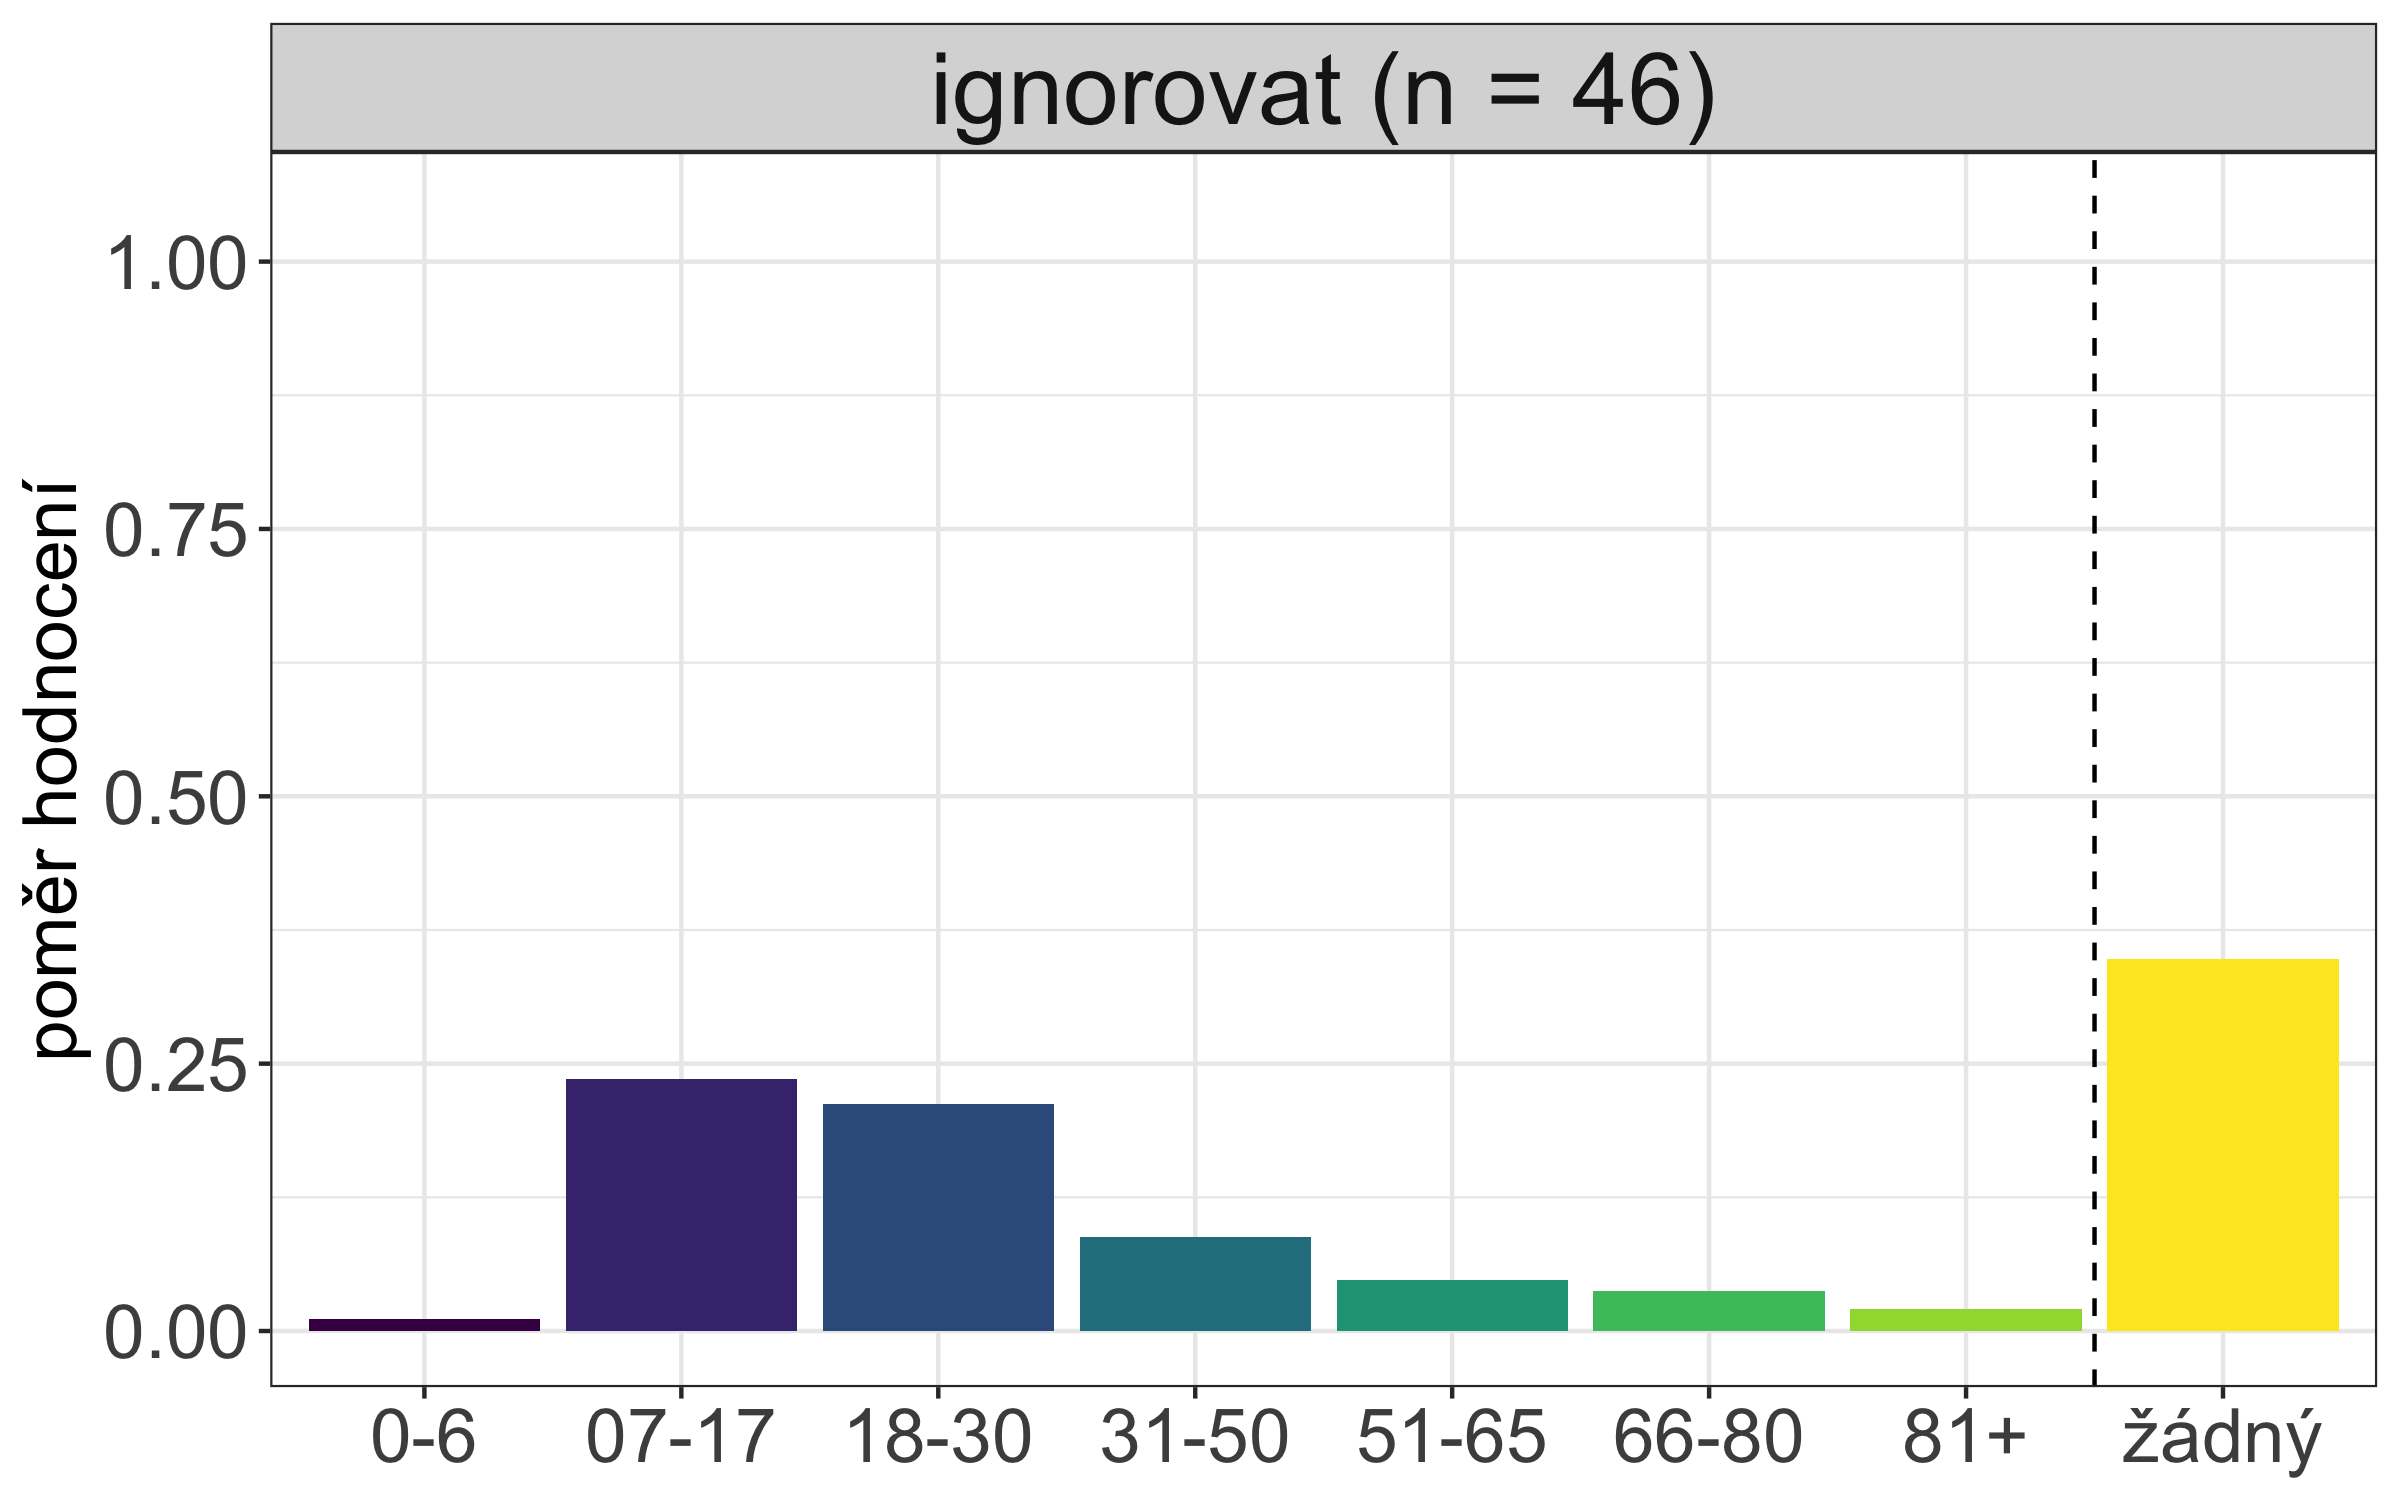 ignorovat (n = 46)
poměr hodnocení
1.00
0.75
0.50
0.25
0.00
0-6 07-17 18-30 31-50 51-65 66-80 81+ žádný